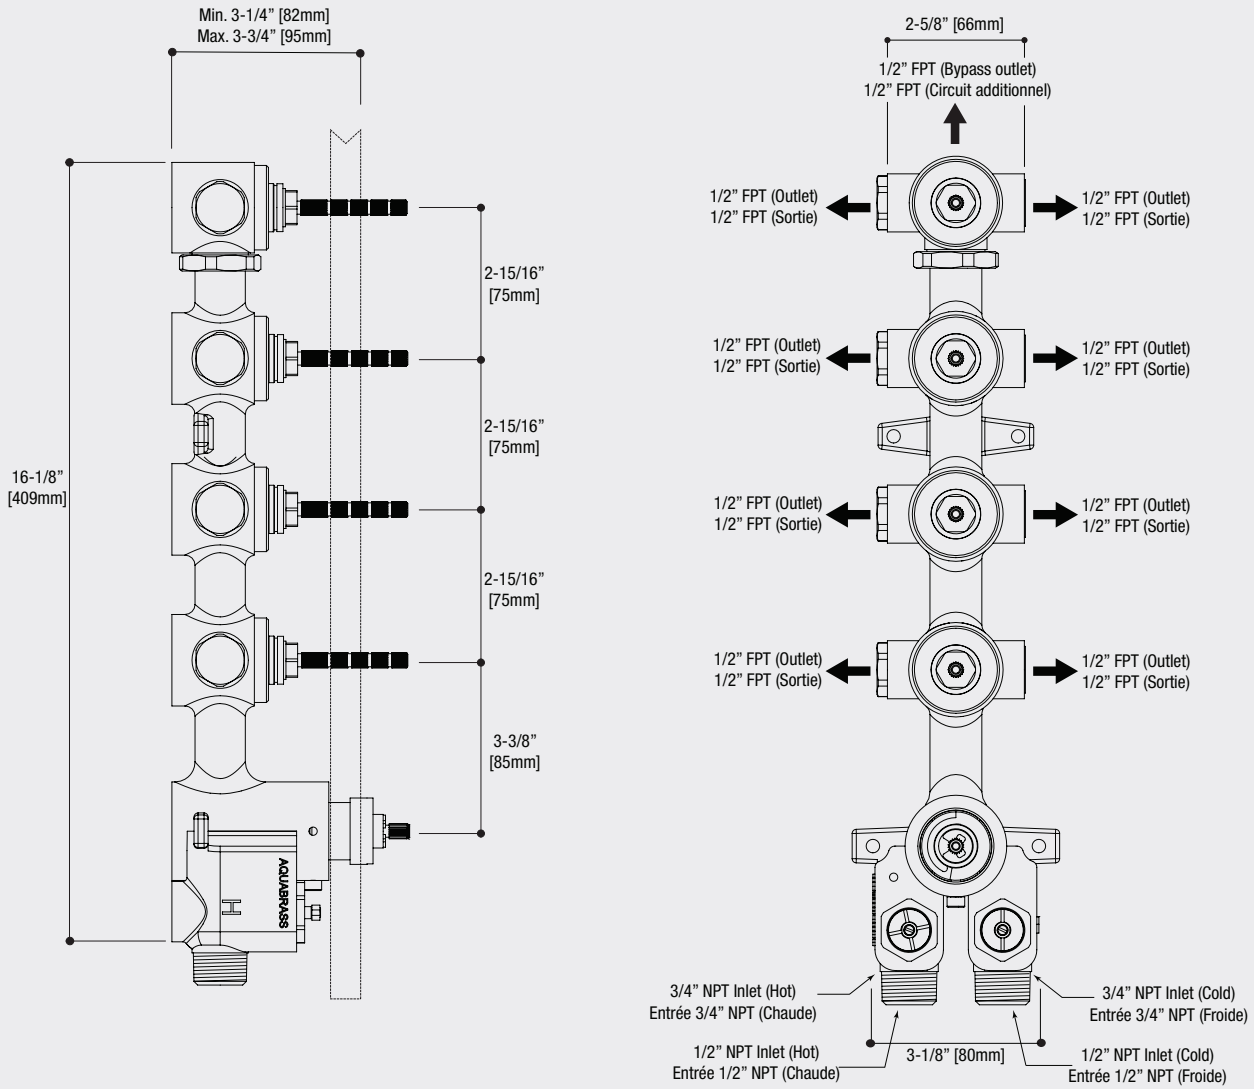 Min. 3-1/4” [82mm]
Max. 3-3/4” [95mm]
2-15/16”
[75mm]
2-15/16”
[75mm]
16-1/8”
[409mm]
2-15/16”
[75mm]
3-3/8”
[85mm]
AQUABRASS
H
2-5/8” [66mm]
1/2” FPT (Bypass outlet)
1/2” FPT (Circuit additionnel)
1/2” FPT (Outlet)
1/2” FPT (Sortie)
1/2” FPT (Outlet)
1/2” FPT (Sortie)
1/2” FPT (Outlet)
1/2” FPT (Sortie)
1/2” FPT (Outlet)
1/2” FPT (Sortie)
1/2” FPT (Outlet)
1/2” FPT (Sortie)
1/2” FPT (Outlet)
1/2” FPT (Sortie)
1/2” FPT (Outlet)
1/2” FPT (Sortie)
1/2” FPT (Outlet)
1/2” FPT (Sortie)
3/4” NPT Inlet (Hot)
Entrée 3/4” NPT (Chaude)
3/4” NPT Inlet (Cold)
Entrée 3/4” NPT (Froide)
1/2” NPT Inlet (Hot)
Entrée 1/2” NPT (Chaude)
3-1/8” [80mm]
1/2” NPT Inlet (Cold)
Entrée 1/2” NPT (Froide)